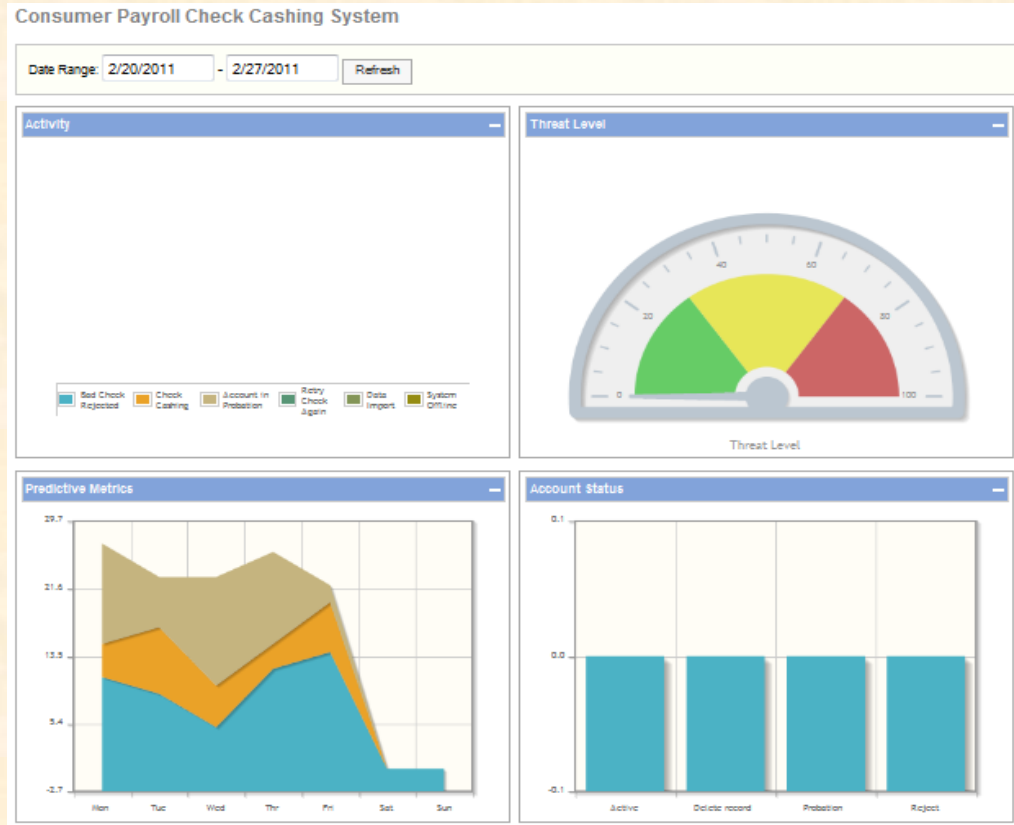 Consumer Payroll Check Cashing System
Date Range: 2/20/2011 - 2/27/2011 Refresh
Activity
Bad Check Rejected
Check Cashing
Account in Probation
Retry Check Again
Data Import
System Offline
Threat Level
0
20
40
60
80
100
Threat Level
Predictive Metrics
29.7
21.6
13.5
5.4
-2.7
Mon Tue Wed Thr Fri Sat Sun
Account Status
0.1
0.0
-0.1
Active Delete record Probation Reject